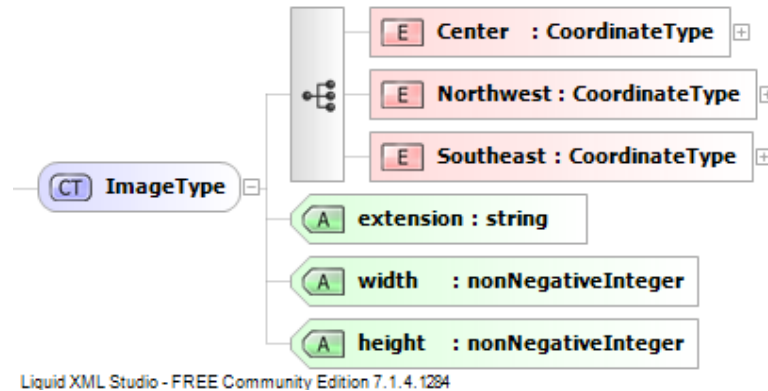 E Center : CoordinateType
E Northwest : CoordinateType
E Southeast : CoordinateType
CT ImageType
A extension : string
A width : nonNegativeInteger
A height : nonNegativeInteger
Liquid XML Studio - FREE Community Edition 7.1.4.1284